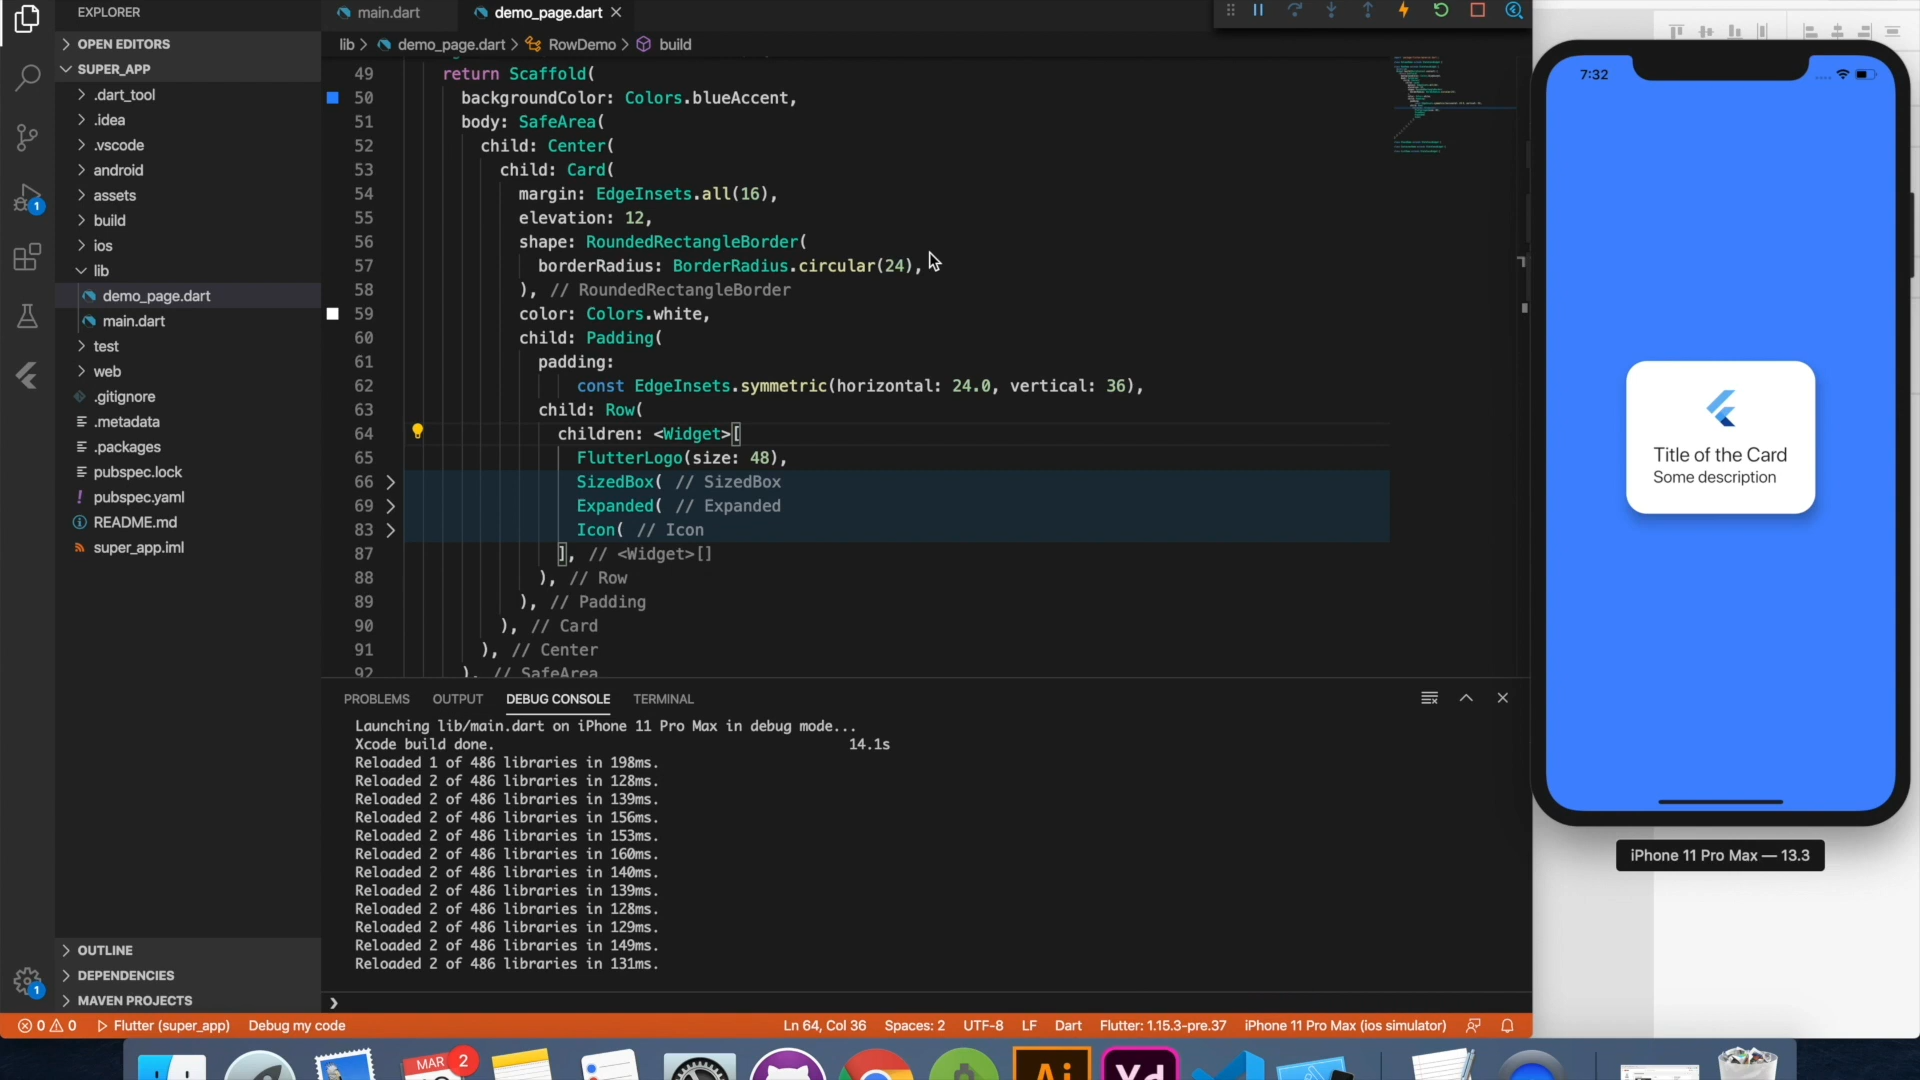 EXPLORER
OPEN EDITORS
SUPER_APP
.dart_tool
.idea
.vscode
android
assets
build
ios
lib
demo_page.dart
main.dart
test
web
.gitignore
.metadata
.packages
pubspec.lock
! pubspec.yaml
README.md
super_app.iml
OUTLINE
DEPENDENCIES
MAVEN PROJECTS
1
1
main.dart
demo_page.dart
lib > demo_page.dart > RowDemo > build
49 return Scaffold(
50 backgroundColor: Colors.blueAccent,
51 body: SafeArea(
52 child: Center(
53 child: Card(
54 margin: EdgeInsets.all(16),
55 elevation: 12,
56 shape: RoundedRectangleBorder(
57 borderRadius: BorderRadius.circular(24),
58 ), // RoundedRectangleBorder
59 color: Colors.white,
60 child: Padding(
61 padding:
62 const EdgeInsets.symmetric(horizontal: 24.0, vertical: 36),
63 child: Row(
64 children: <Widget>[
65 FlutterLogo(size: 48),
66 SizedBox( // SizedBox
69 Expanded( // Expanded
83 Icon( // Icon
87 ], // <Widget>[]
88 ), // Row
89 ), // Padding
90 ), // Card
91 ), // Center
92 ), // SafeArea
PROBLEMS OUTPUT DEBUG CONSOLE TERMINAL
Launching lib/main.dart on iPhone 11 Pro Max in debug mode...
Xcode build done. 14.1s
Reloaded 1 of 486 libraries in 198ms.
Reloaded 2 of 486 libraries in 128ms.
Reloaded 2 of 486 libraries in 139ms.
Reloaded 2 of 486 libraries in 156ms.
Reloaded 2 of 486 libraries in 153ms.
Reloaded 2 of 486 libraries in 160ms.
Reloaded 2 of 486 libraries in 140ms.
Reloaded 2 of 486 libraries in 139ms.
Reloaded 2 of 486 libraries in 128ms.
Reloaded 2 of 486 libraries in 129ms.
Reloaded 2 of 486 libraries in 149ms.
Reloaded 2 of 486 libraries in 131ms.
7:32
Title of the Card
Some description
iPhone 11 Pro Max — 13.3
0 0 Flutter (super_app) Debug my code Ln 64, Col 36 Spaces: 2 UTF-8 LF Dart Flutter: 1.15.3-pre.37 iPhone 11 Pro Max (ios simulator)
MAR 2
Ai
Xd